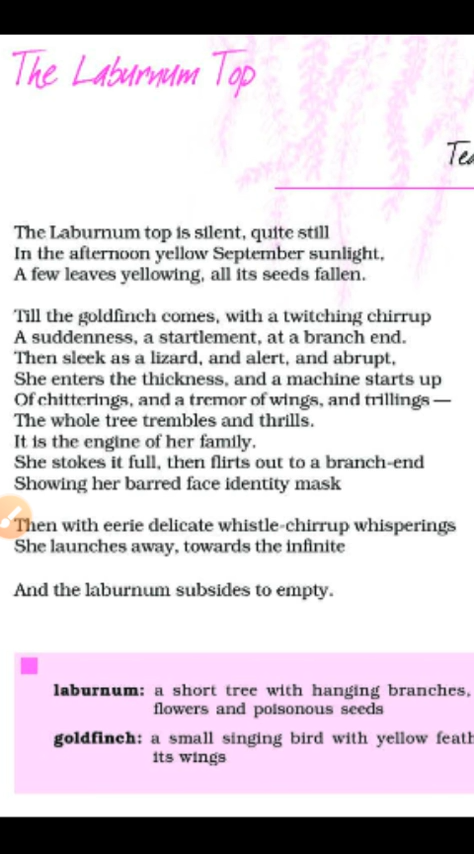 The Laburnum Top
The Laburnum top is silent, quite still
In the afternoon yellow September sunlight,
A few leaves yellowing, all its seeds fallen.
Till the goldfinch comes, with a twitching chirrup
A suddenness, a startlement, at a branch end.
Then sleek as a lizard, and alert, and abrupt,
She enters the thickness, and a machine starts up
Of chitterings, and a tremor of wings, and trillings —
The whole tree trembles and thrills.
It is the engine of her family.
She stokes it full, then flirts out to a branch-end
Showing her barred face identity mask
Then with eerie delicate whistle-chirrup whisperings
She launches away, towards the infinite
And the laburnum subsides to empty.
laburnum: a short tree with hanging branches,
flowers and poisonous seeds
goldfinch: a small singing bird with yellow
its wings